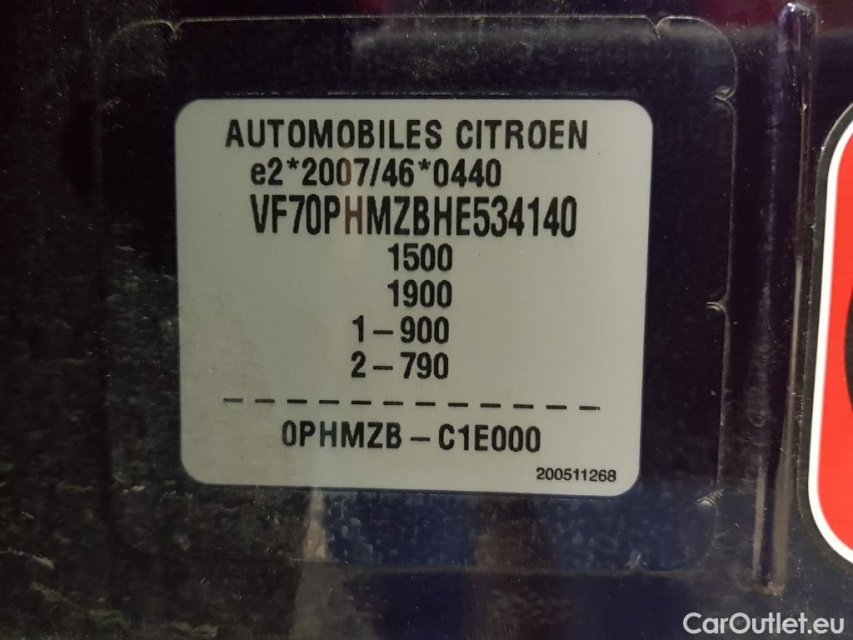 AUTOMOBILES CITROEN
e2*2007/46*0440
VF70PHMZBHE534140
1500
1900
1-900
2-790
0PHMZB-C1E000
200511268
CarOutlet.eu